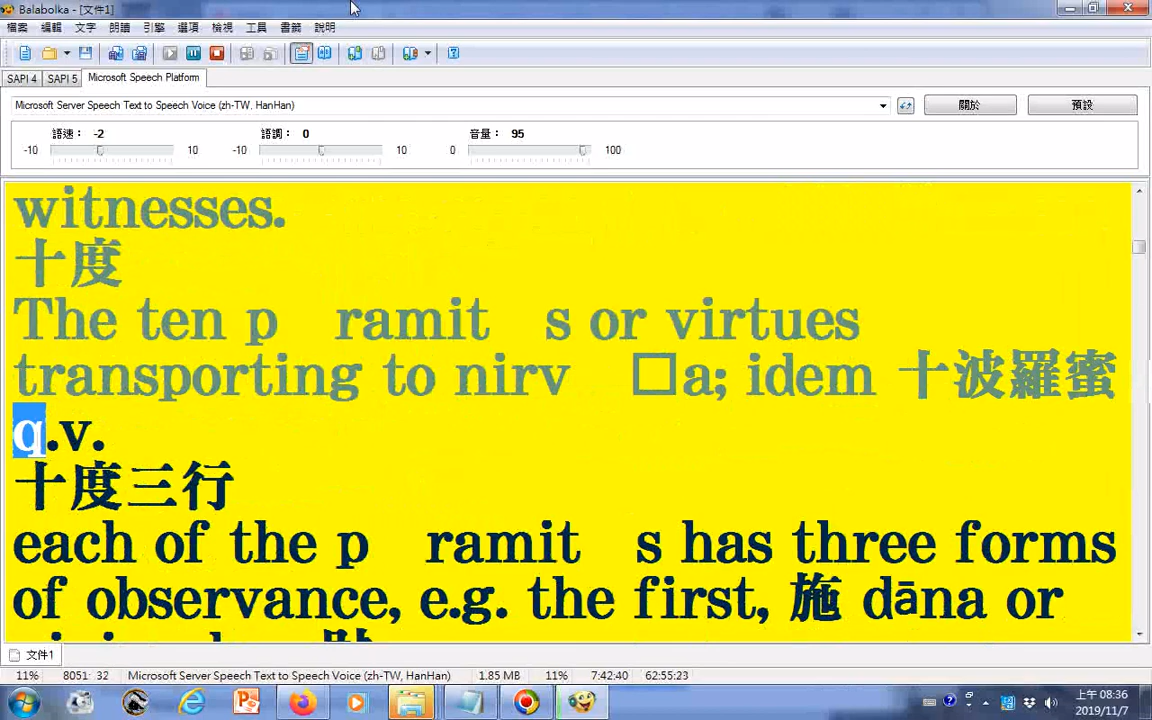 Balabolka - [文件1]
檔案 編輯 文字 朗讀 引擎 選項 檢視 工具 書籤 說明
SAPI 4 SAPI 5 Microsoft Speech Platform
Microsoft Server Speech Text to Speech Voice (zh-TW, HanHan) 關於 預設
語速： -2 語調： 0 音量： 95
-10 10 -10 10 0 100
witnesses.
十度
The ten p ramit s or virtues
transporting to nirv □a; idem 十波羅蜜
q.v.
十度三行
each of the p ramit s has three forms
of observance, e.g. the first, 施 dāna or
文件1
11% 8051: 32 Microsoft Server Speech Text to Speech Voice (zh-TW, HanHan) 1.85 MB 11% 7:42:40 62:55:23
上午 08:36
2019/11/7